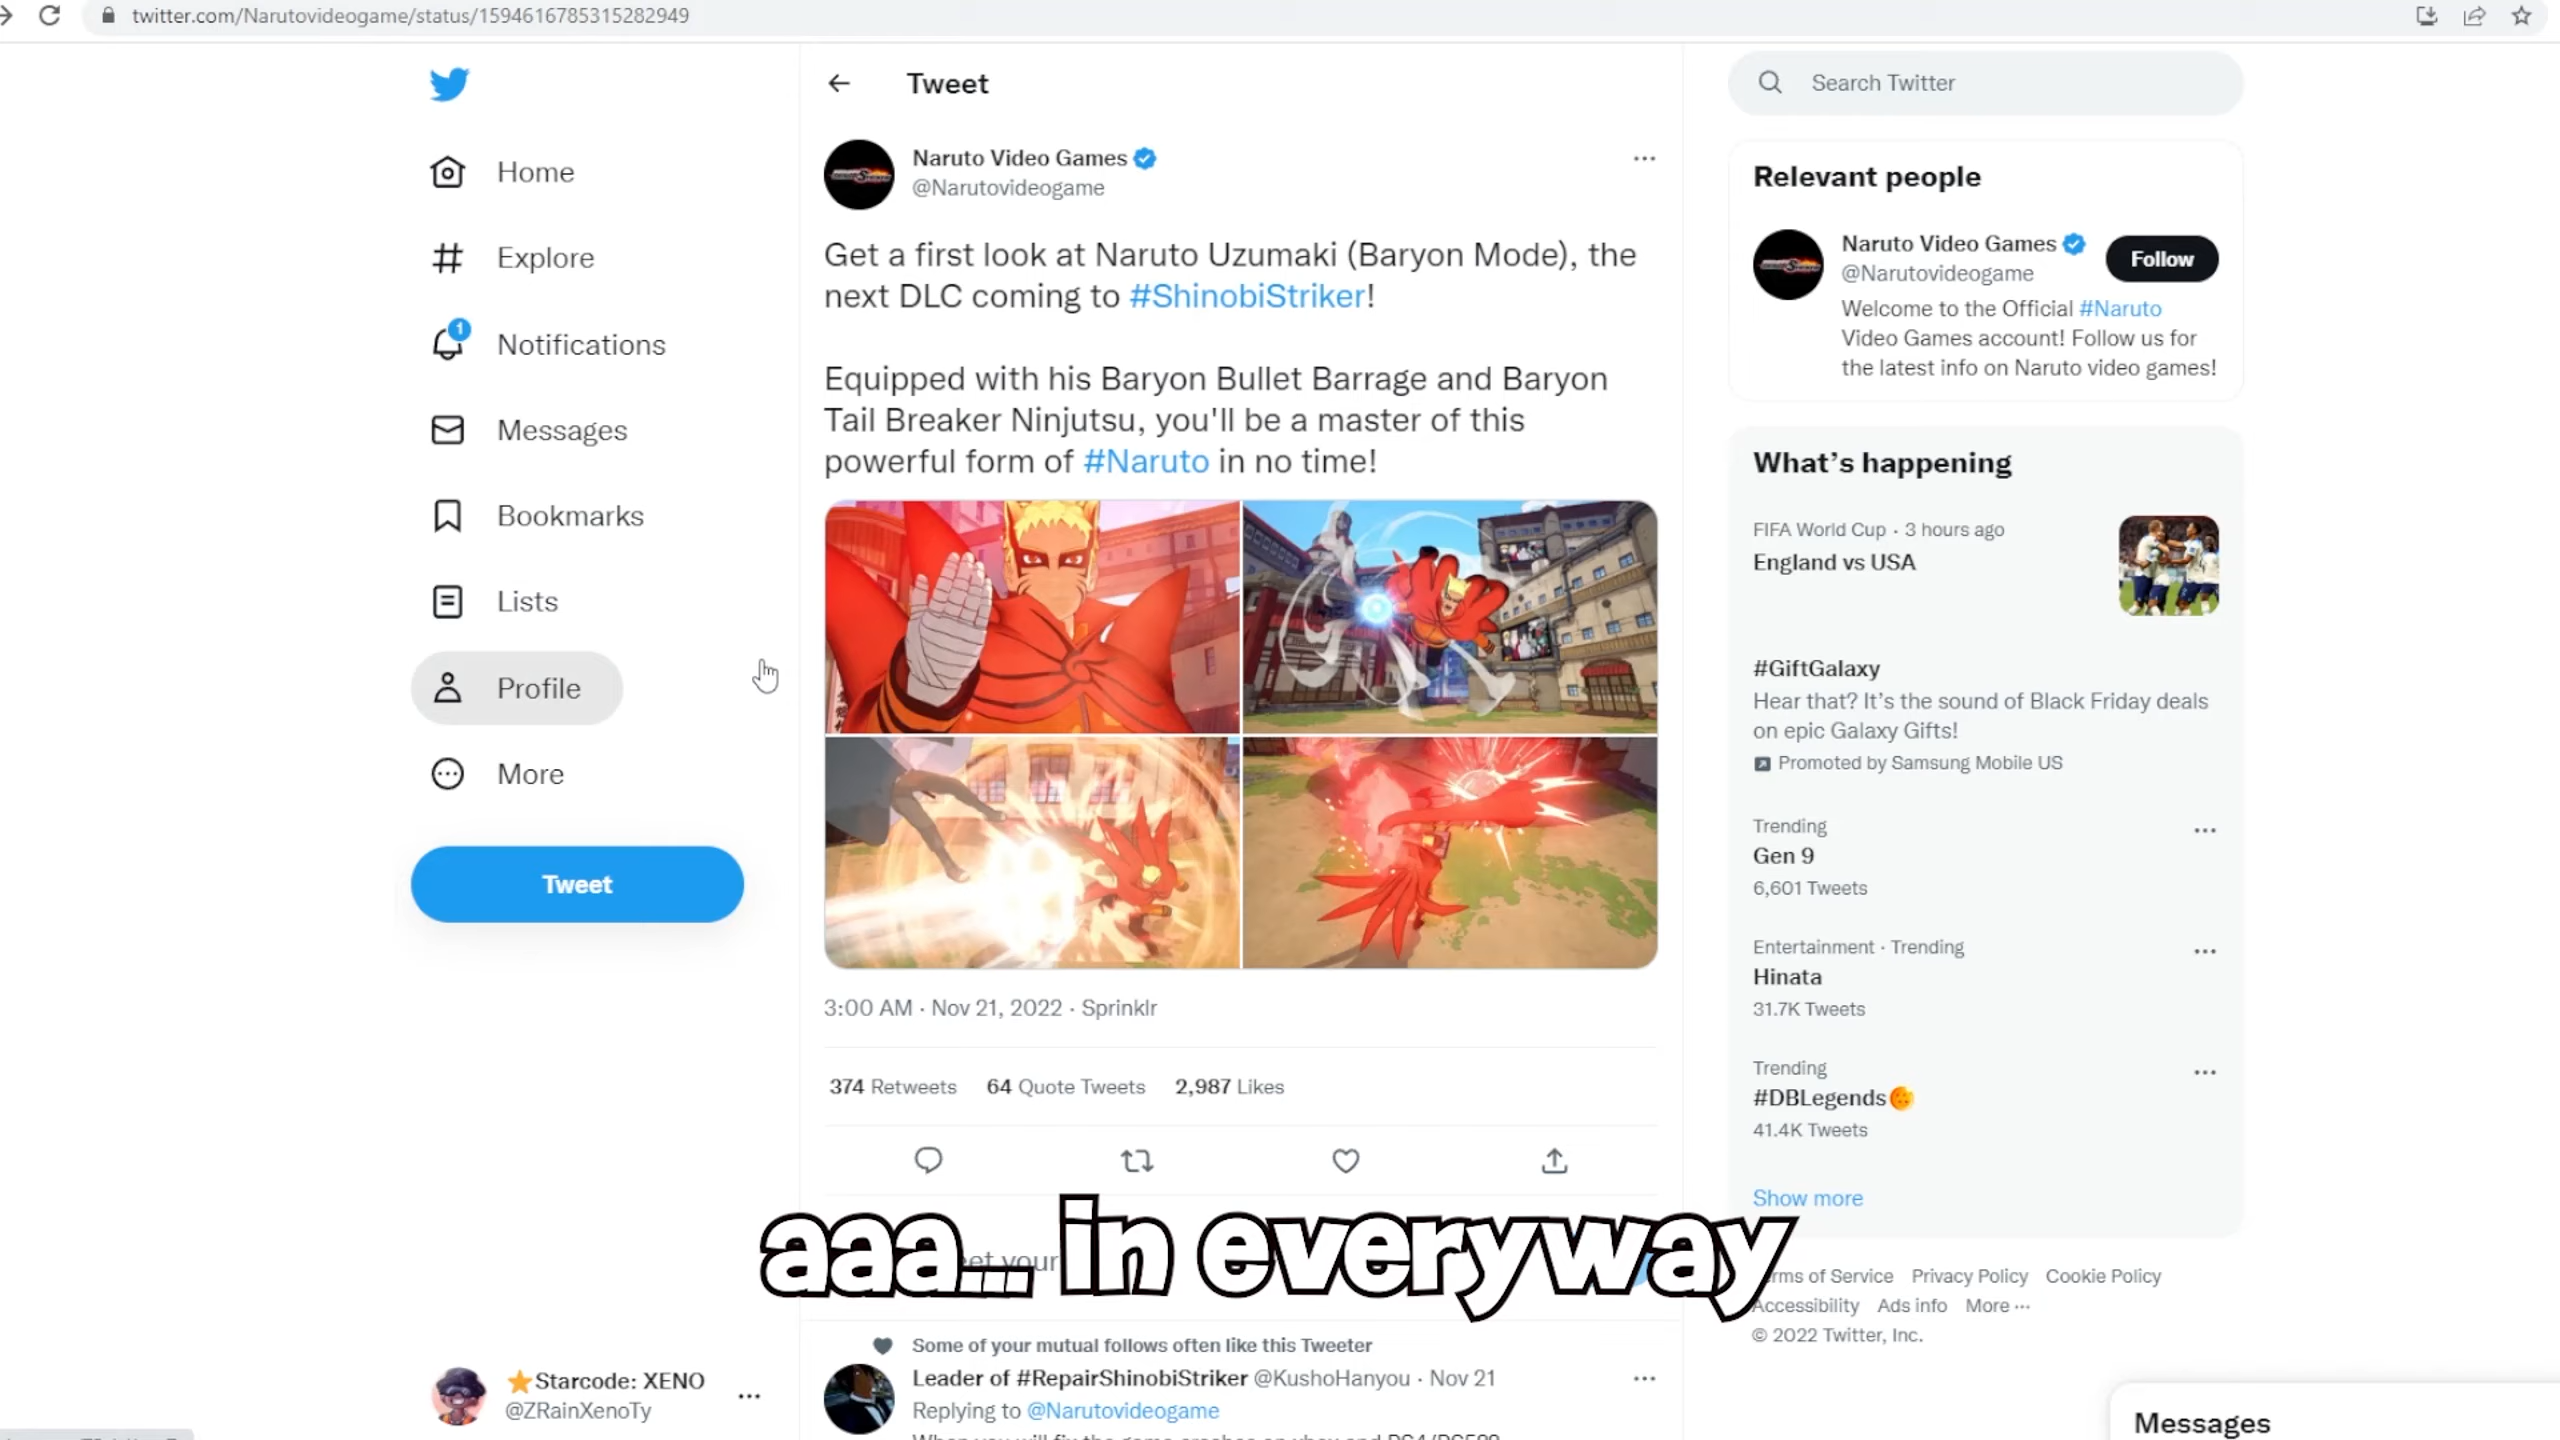 twitter.com/Narutovideogame/status/1594616785315282949
Home
Explore
1
Notifications
Messages
Bookmarks
Lists
Profile
More
Tweet
⭐Starcode: XENO
@ZRainXenoTy
Tweet
Naruto Video Games
@Narutovideogame
Get a first look at Naruto Uzumaki (Baryon Mode), the
next DLC coming to #ShinobiStriker!
Equipped with his Baryon Bullet Barrage and Baryon
Tail Breaker Ninjutsu, you'll be a master of this
powerful form of #Naruto in no time!
3:00 AM · Nov 21, 2022 · Sprinklr
374 Retweets 64 Quote Tweets 2,987 Likes
aaa... in everyway
your
Some of your mutual follows often like this Tweeter
Leader of #RepairShinobiStriker @KushoHanyou · Nov 21
Replying to @Narutovideogame
Search Twitter
Relevant people
Naruto Video Games
@Narutovideogame
Follow
Welcome to the Official #Naruto
Video Games account! Follow us for
the latest info on Naruto video games!
What's happening
FIFA World Cup · 3 hours ago
England vs USA
#GiftGalaxy
Hear that? It's the sound of Black Friday deals
on epic Galaxy Gifts!
Promoted by Samsung Mobile US
Trending
Gen 9
6,601 Tweets
Entertainment · Trending
Hinata
31.7K Tweets
Trending
#DBLegends
41.4K Tweets
Show more
of Service Privacy Policy Cookie Policy
Accessibility Ads info More ···
© 2022 Twitter, Inc.
Messages